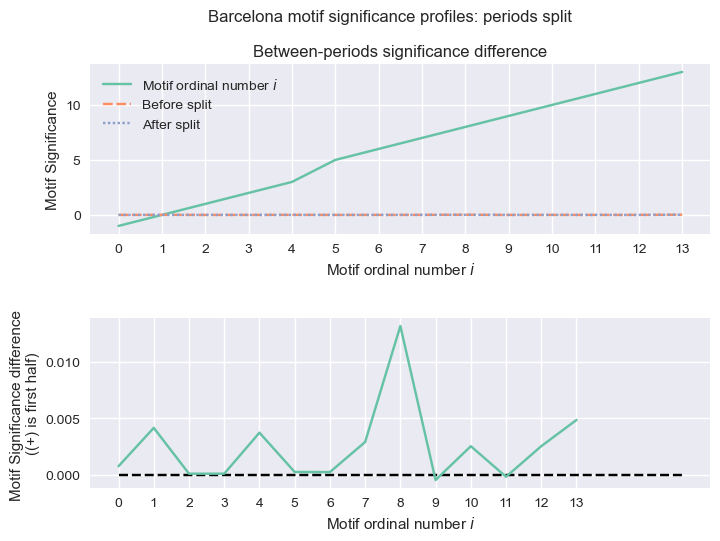 Barcelona motif significance profiles: periods split
Between-periods significance difference
Motif Significance
10
5
0
Motif ordinal number i
Before split
After split
0 1 2 3 4 5 6 7 8 9 10 11 12 13
Motif ordinal number i
Motif Significance difference
((+) is first half)
0.010
0.005
0.000
0 1 2 3 4 5 6 7 8 9 10 11 12 13
Motif ordinal number i